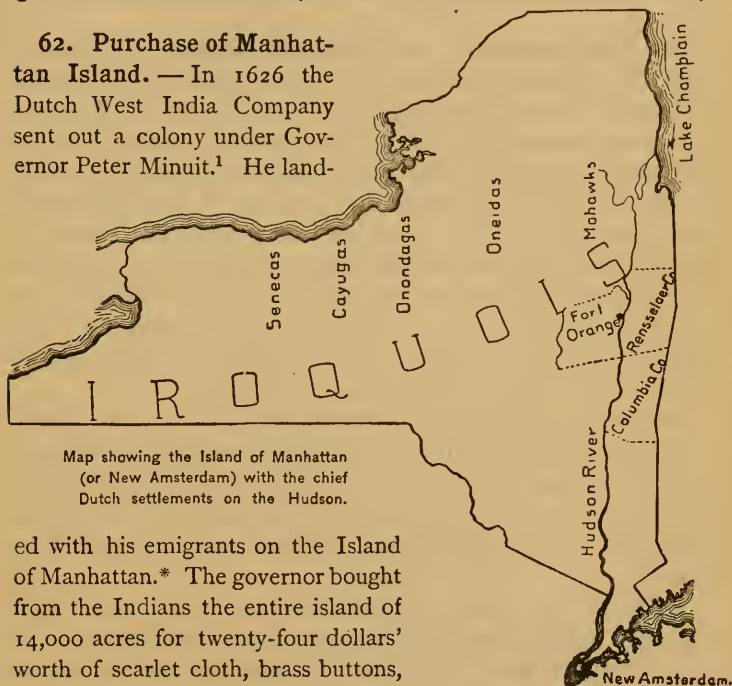 62. Purchase of Manhat-
tan Island. — In 1626 the
Dutch West India Company
sent out a colony under Gov-
ernor Peter Minuit.¹ He land-
Lake Champlain
Mohawks
Oneidas
Onondagas
Cayugas
Senecas
IROQUOIS
Fort
Orange
Rensselaer Co.
Columbia Co.
Hudson River
Map showing the Island of Manhattan
(or New Amsterdam) with the chief
Dutch settlements on the Hudson.
ed with his emigrants on the Island
of Manhattan.* The governor bought
from the Indians the entire island of
14,000 acres for twenty-four dollars'
worth of scarlet cloth, brass buttons,
New Amsterdam.